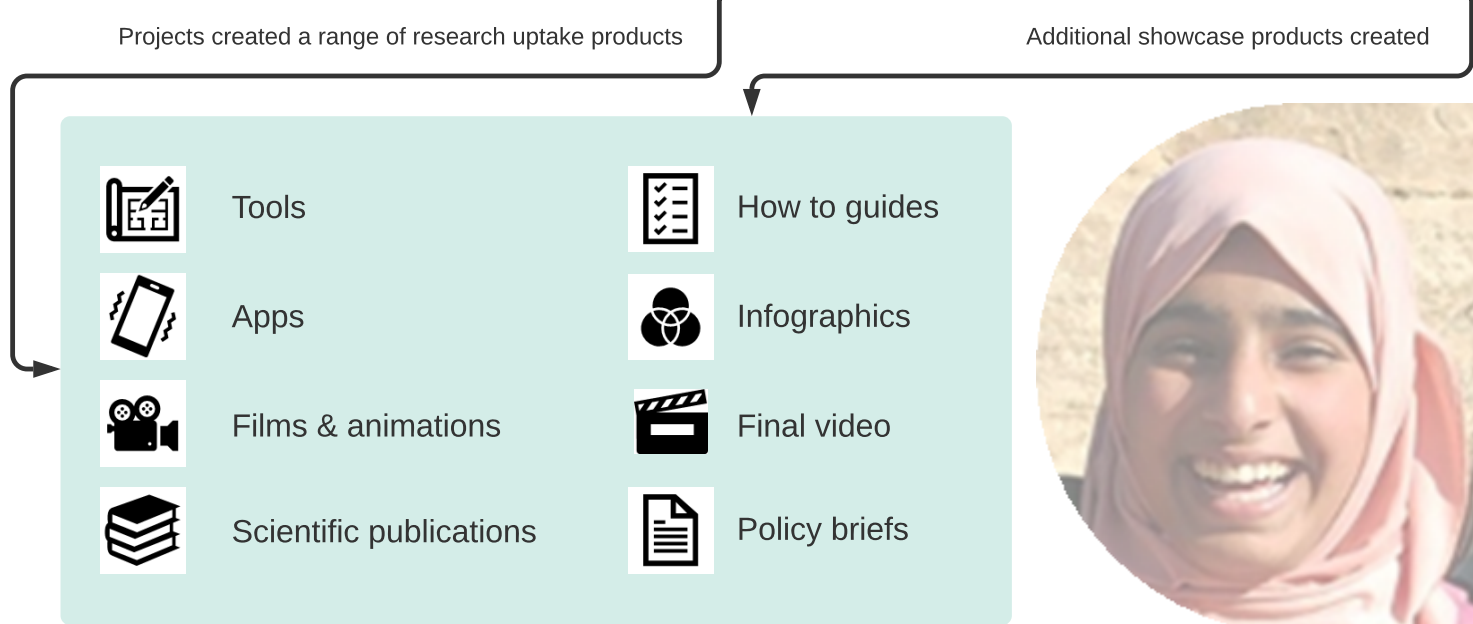 Projects created a range of research uptake products
Additional showcase products created
Tools
How to guides
Apps
Infographics
Films & animations
Final video
Scientific publications
Policy briefs